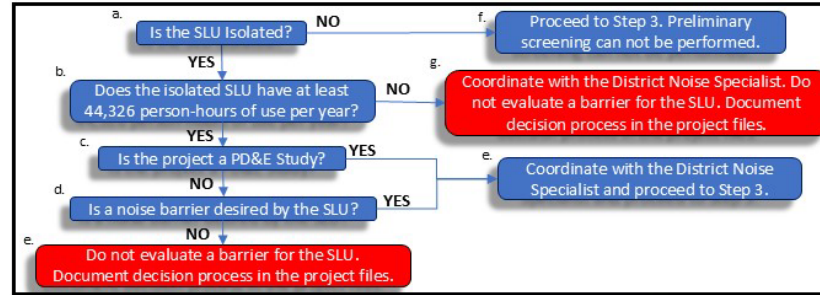 a.
Is the SLU Isolated?
NO
f.
Proceed to Step 3. Preliminary
screening can not be performed.
YES
b.
Does the isolated SLU have at least
44,326 person-hours of use per year?
NO
g.
Coordinate with the District Noise Specialist. Do
not evaluate a barrier for the SLU. Document
decision process in the project files.
YES
c.
Is the project a PD&E Study?
YES
e.
Coordinate with the District Noise
Specialist and proceed to Step 3.
NO
d.
Is a noise barrier desired by the SLU?
YES
NO
e.
Do not evaluate a barrier for the SLU.
Document decision process in the project files.